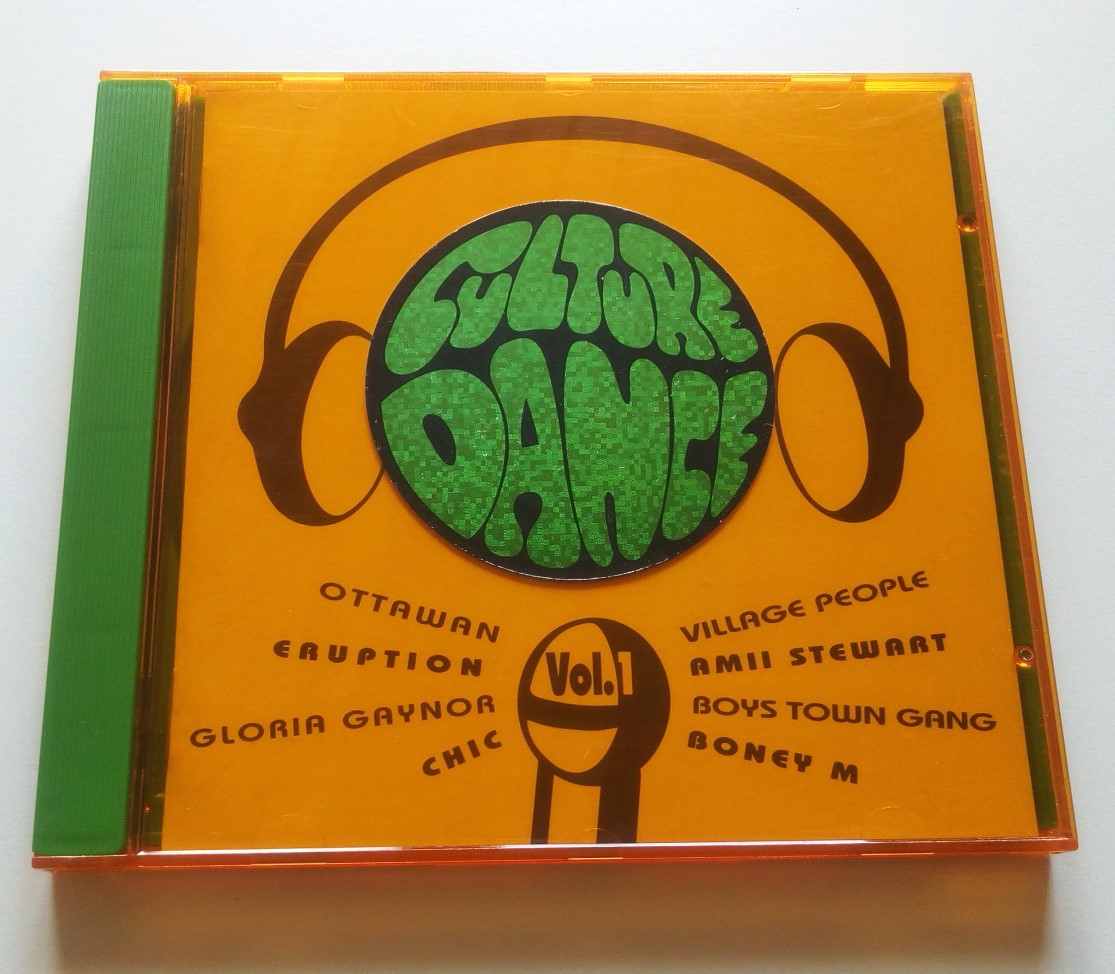 CULTURE
DANCE
OTTAWAN
ERUPTION
GLORIA GAYNOR
CHIC
Vol.1
VILLAGE PEOPLE
AMII STEWART
BOYS TOWN GANG
BONEY M